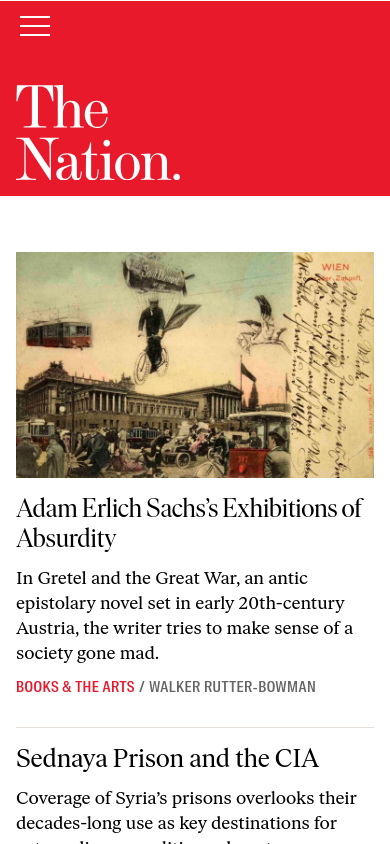 The
Nation.
WIEN
Adam Erlich Sachs’s Exhibitions of
Absurdity
In Gretel and the Great War, an antic
epistolary novel set in early 20th-century
Austria, the writer tries to make sense of a
society gone mad.
BOOKS & THE ARTS / WALKER RUTTER-BOWMAN
Sednaya Prison and the CIA
Coverage of Syria’s prisons overlooks their
decades-long use as key destinations for